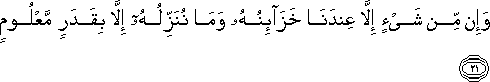 وَإِن مِّن شَىْءٍ إِلَّا عِندَنَا خَزَآئِنُهُۥ وَمَا نُنَزِّلُهُۥٓ إِلَّا بِقَدَرٍ مَّعْلُومٍ
﴿٢١﴾